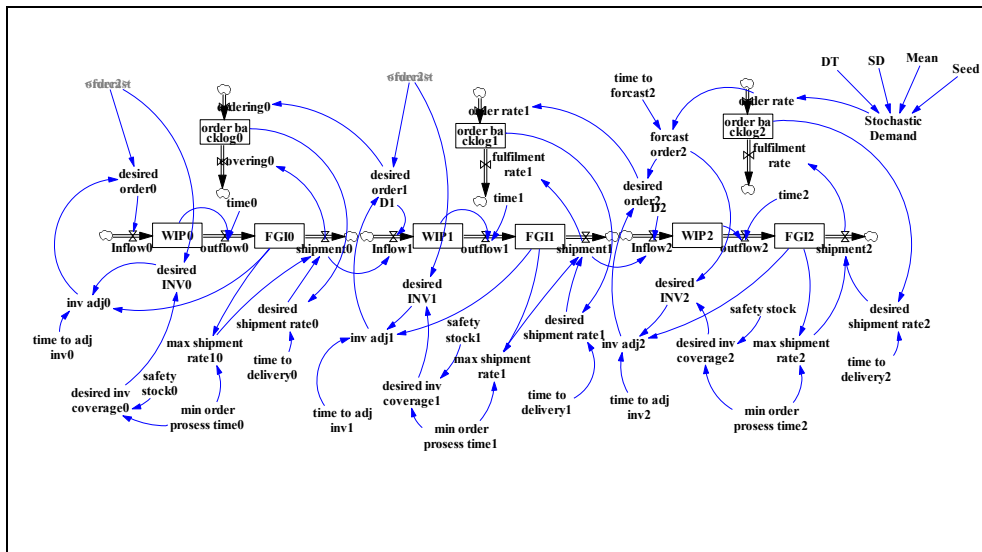 DT
SD
Mean
Seed
Stochastic
Demand
time to
forcast2
order rate
forcast
order2
order ba
cklog2
fulfilment
rate
order rate1
order ba
cklog1
fulfilment
rate1
order ba
cklog0
desired
order0
desired
order1
D1
desired
order2
D2
time0
time1
time2
Inflow0
WIP0
outflow0
FGI0
shipment0
Inflow1
WIP1
outflow1
FGI1
shipment1
Inflow2
WIP2
outflow2
FGI2
shipment2
desired
INV0
inv adj0
time to adj
inv0
desired
shipment rate0
max shipment
rate10
time to
delivery0
desired inv
coverage0
safety
stock0
min order
prosess time0
desired
INV1
inv adj1
time to adj
inv1
safety
stock1
desired
shipment rate1
max shipment
rate1
time to
delivery1
desired inv
coverage1
min order
prosess time1
desired
INV2
inv adj2
time to adj
inv2
safety stock
desired inv
coverage2
max shipment
rate2
desired
shipment rate2
time to
delivery2
min order
prosess time2